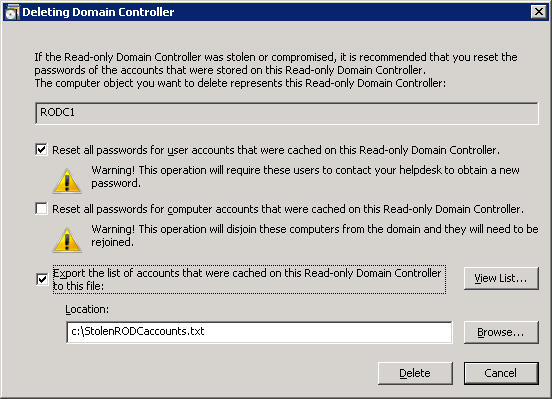 Deleting Domain Controller
If the Read-only Domain Controller was stolen or compromised, it is recommended that you reset the
passwords of the accounts that were stored on this Read-only Domain Controller.
The computer object you want to delete represents this Read-only Domain Controller:
RODC1
Reset all passwords for user accounts that were cached on this Read-only Domain Controller.
Warning! This operation will require these users to contact your helpdesk to obtain a new
password.
Reset all passwords for computer accounts that were cached on this Read-only Domain Controller.
Warning! This operation will disjoin these computers from the domain and they will need to be
rejoined.
Export the list of accounts that were cached on this Read-only Domain Controller
to this file:
View List...
Location:
c:\StolenRODCaccounts.txt
Browse...
Delete
Cancel